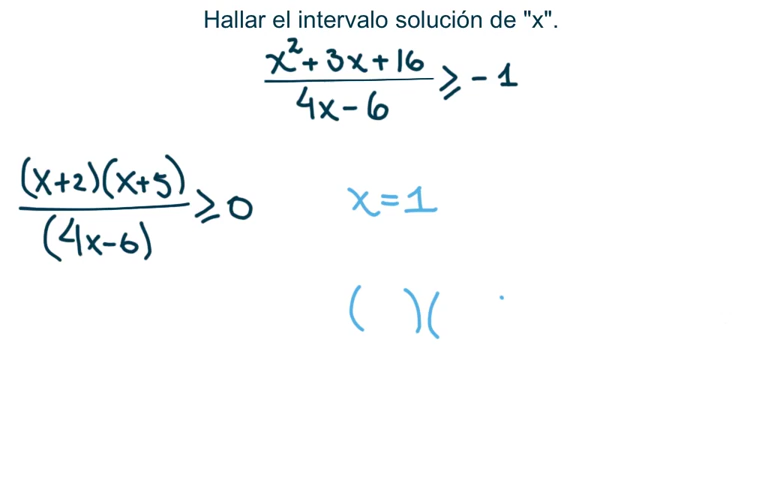 Hallar el intervalo solución de "x".
x²+3x+16
4x-6
≥-1
(x+2)(x+5)
(4x-6)
≥0
x=1
( )(